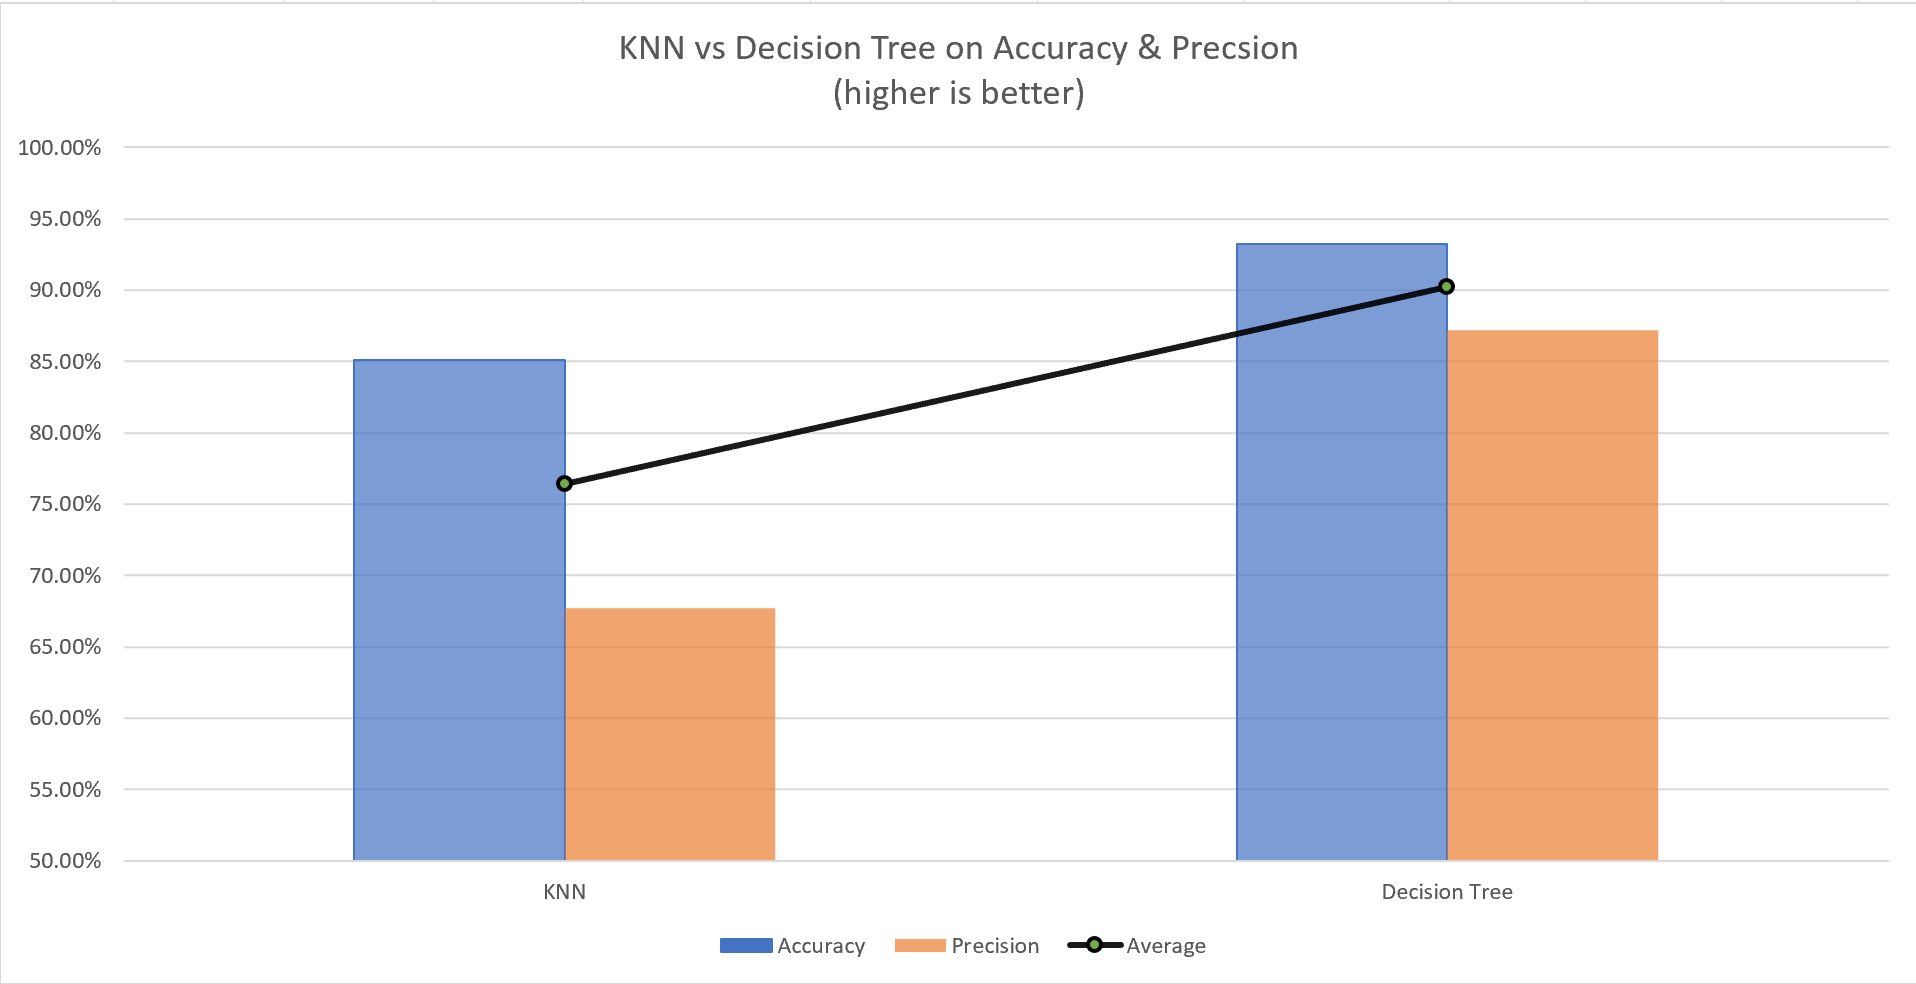 KNN vs Decision Tree on Accuracy & Precsion
(higher is better)
100.00%
95.00%
90.00%
85.00%
80.00%
75.00%
70.00%
65.00%
60.00%
55.00%
50.00%
KNN
Decision Tree
Accuracy
Precision
Average